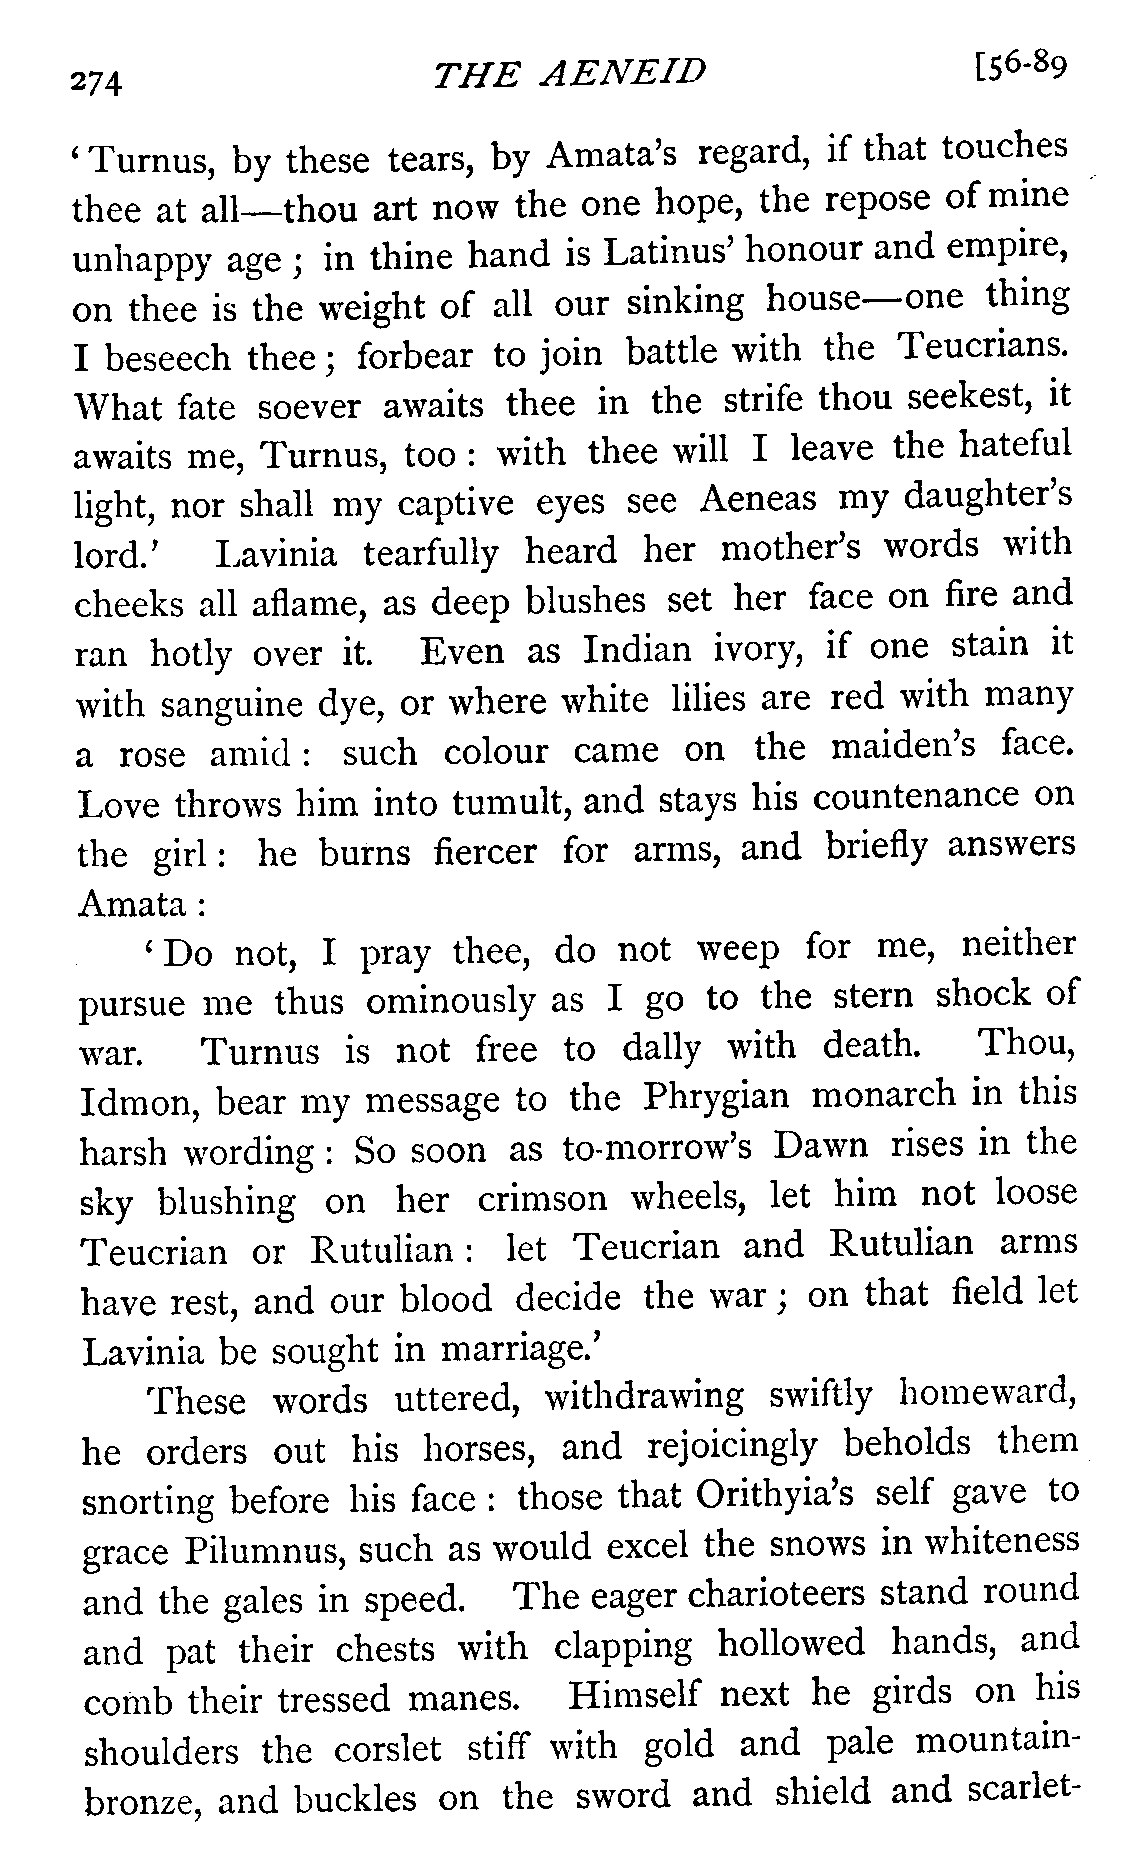 274 THE AENEID [56-89
‘Turnus, by these tears, by Amata’s regard, if that touches
thee at all—thou art now the one hope, the repose of mine
unhappy age ; in thine hand is Latinus’ honour and empire,
on thee is the weight of all our sinking house—one thing
I beseech thee ; forbear to join battle with the Teucrians.
What fate soever awaits thee in the strife thou seekest, it
awaits me, Turnus, too : with thee will I leave the hateful
light, nor shall my captive eyes see Aeneas my daughter’s
lord.’ Lavinia tearfully heard her mother’s words with
cheeks all aflame, as deep blushes set her face on fire and
ran hotly over it. Even as Indian ivory, if one stain it
with sanguine dye, or where white lilies are red with many
a rose amid : such colour came on the maiden’s face.
Love throws him into tumult, and stays his countenance on
the girl : he burns fiercer for arms, and briefly answers
Amata :
‘Do not, I pray thee, do not weep for me, neither
pursue me thus ominously as I go to the stern shock of
war. Turnus is not free to dally with death. Thou,
Idmon, bear my message to the Phrygian monarch in this
harsh wording : So soon as to-morrow’s Dawn rises in the
sky blushing on her crimson wheels, let him not loose
Teucrian or Rutulian : let Teucrian and Rutulian arms
have rest, and our blood decide the war ; on that field let
Lavinia be sought in marriage.’
These words uttered, withdrawing swiftly homeward,
he orders out his horses, and rejoicingly beholds them
snorting before his face : those that Orithyia’s self gave to
grace Pilumnus, such as would excel the snows in whiteness
and the gales in speed. The eager charioteers stand round
and pat their chests with clapping hollowed hands, and
comb their tressed manes. Himself next he girds on his
shoulders the corslet stiff with gold and pale mountain-
bronze, and buckles on the sword and shield and scarlet-